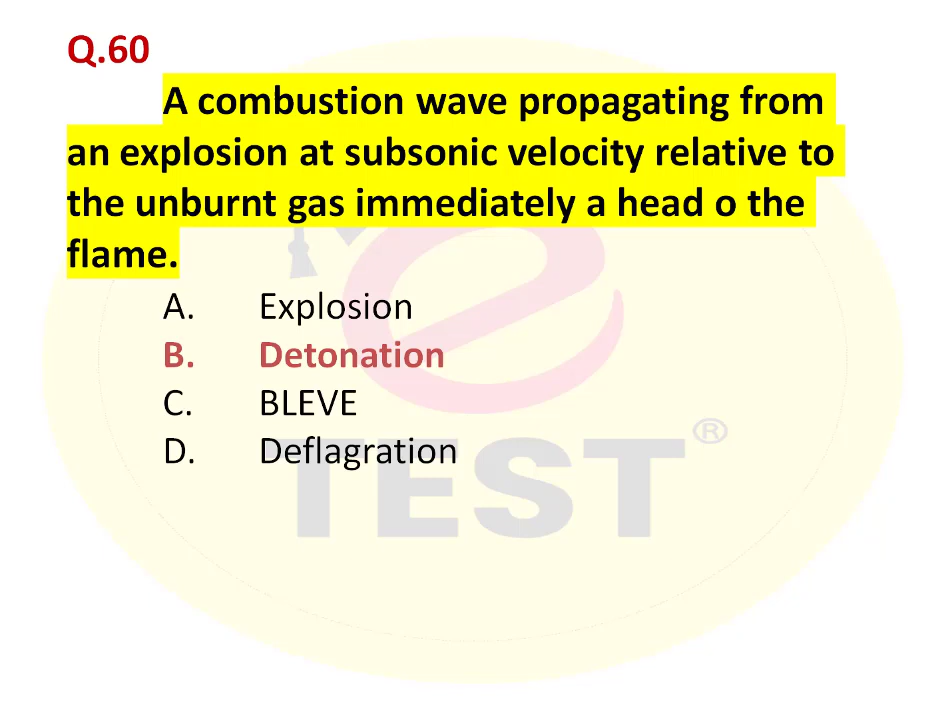 Q.60
A combustion wave propagating from
an explosion at subsonic velocity relative to
the unburnt gas immediately a head o the
flame.
A. Explosion
B. Detonation
C. BLEVE
D. Deflagration
e
TEST®